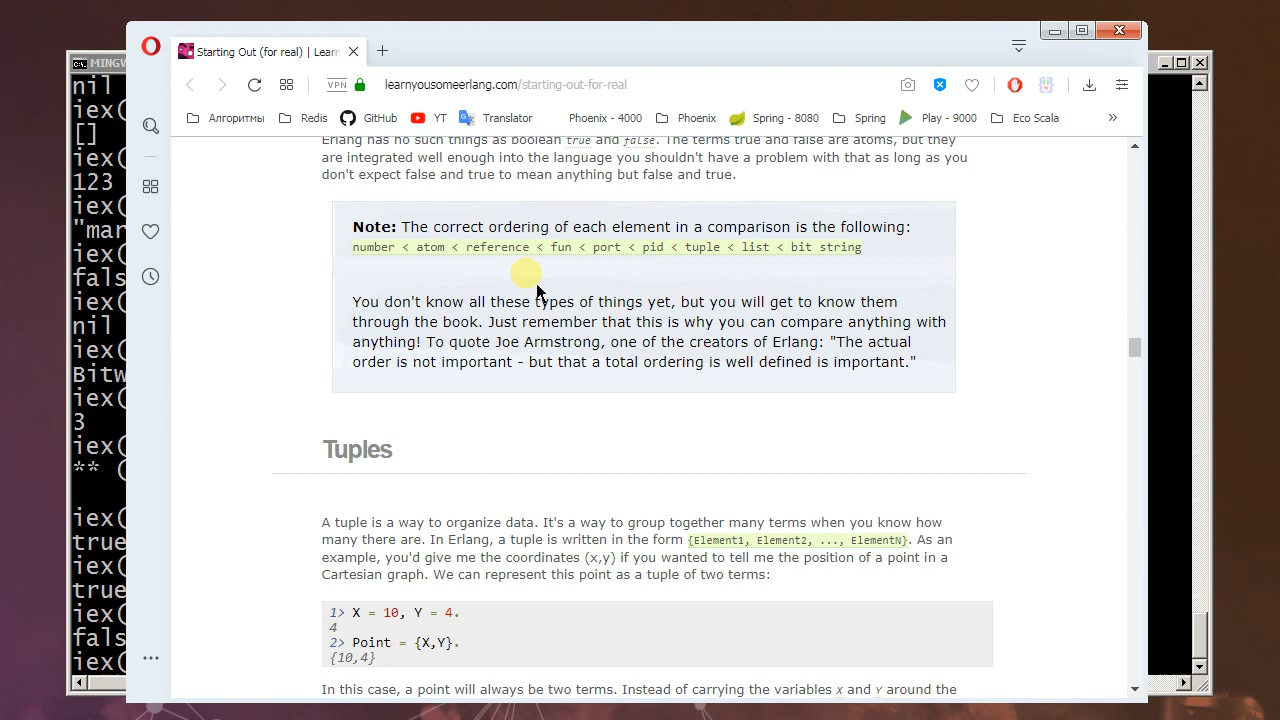 Starting Out (for real) | Learn
VPN learnyousomeerlang.com/starting-out-for-real
Алгоритмы Redis GitHub YT Translator Phoenix - 4000 Phoenix Spring - 8080 Spring Play - 9000 Eco Scala »
C:\. MINGW
nil
iex(
[]
iex(
123
iex(
"mar
iex(
fals
iex(
nil
iex(
Bitw
iex(
3
iex(
** (
iex(
true
iex(
true
iex(
fals
iex(
Erlang has no such things as boolean true and false. The terms true and false are atoms, but they
are integrated well enough into the language you shouldn't have a problem with that as long as you
don't expect false and true to mean anything but false and true.
Note: The correct ordering of each element in a comparison is the following:
number < atom < reference < fun < port < pid < tuple < list < bit string
You don't know all these types of things yet, but you will get to know them
through the book. Just remember that this is why you can compare anything with
anything! To quote Joe Armstrong, one of the creators of Erlang: "The actual
order is not important - but that a total ordering is well defined is important."
Tuples
A tuple is a way to organize data. It's a way to group together many terms when you know how
many there are. In Erlang, a tuple is written in the form {Element1, Element2, ..., ElementN}. As an
example, you'd give me the coordinates (x,y) if you wanted to tell me the position of a point in a
Cartesian graph. We can represent this point as a tuple of two terms:
1> X = 10, Y = 4.
4
2> Point = {X,Y}.
{10,4}
In this case, a point will always be two terms. Instead of carrying the variables X and Y around the